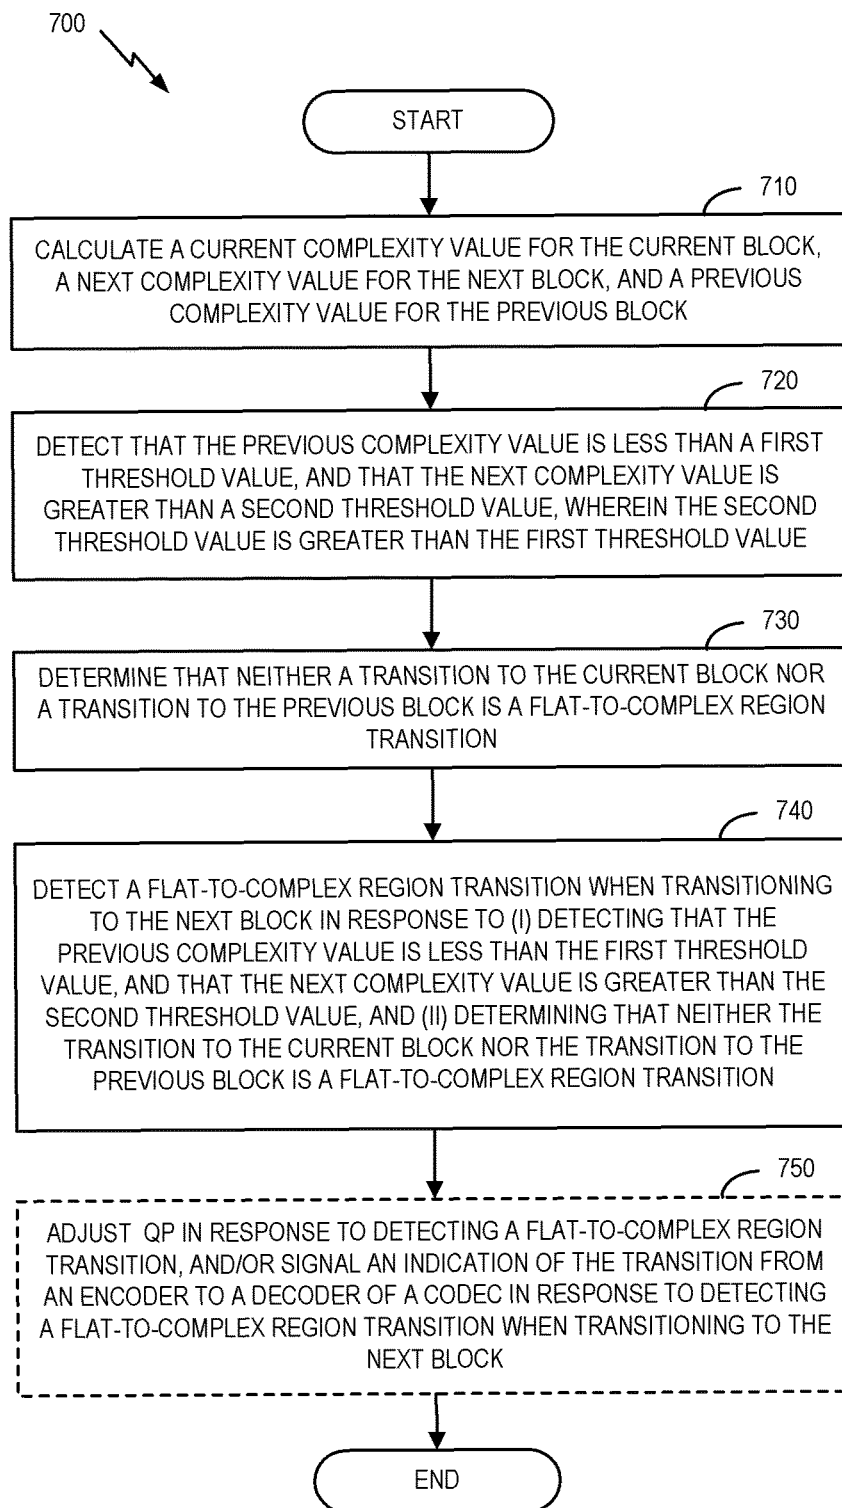 700
START
710
CALCULATE A CURRENT COMPLEXITY VALUE FOR THE CURRENT BLOCK,
A NEXT COMPLEXITY VALUE FOR THE NEXT BLOCK, AND A PREVIOUS
COMPLEXITY VALUE FOR THE PREVIOUS BLOCK
720
DETECT THAT THE PREVIOUS COMPLEXITY VALUE IS LESS THAN A FIRST
THRESHOLD VALUE, AND THAT THE NEXT COMPLEXITY VALUE IS
GREATER THAN A SECOND THRESHOLD VALUE, WHEREIN THE SECOND
THRESHOLD VALUE IS GREATER THAN THE FIRST THRESHOLD VALUE
730
DETERMINE THAT NEITHER A TRANSITION TO THE CURRENT BLOCK NOR
A TRANSITION TO THE PREVIOUS BLOCK IS A FLAT-TO-COMPLEX REGION
TRANSITION
740
DETECT A FLAT-TO-COMPLEX REGION TRANSITION WHEN TRANSITIONING
TO THE NEXT BLOCK IN RESPONSE TO (I) DETECTING THAT THE
PREVIOUS COMPLEXITY VALUE IS LESS THAN THE FIRST THRESHOLD
VALUE, AND THAT THE NEXT COMPLEXITY VALUE IS GREATER THAN THE
SECOND THRESHOLD VALUE, AND (II) DETERMINING THAT NEITHER THE
TRANSITION TO THE CURRENT BLOCK NOR THE TRANSITION TO THE
PREVIOUS BLOCK IS A FLAT-TO-COMPLEX REGION TRANSITION
750
ADJUST QP IN RESPONSE TO DETECTING A FLAT-TO-COMPLEX REGION
TRANSITION, AND/OR SIGNAL AN INDICATION OF THE TRANSITION FROM
AN ENCODER TO A DECODER OF A CODEC IN RESPONSE TO DETECTING
A FLAT-TO-COMPLEX REGION TRANSITION WHEN TRANSITIONING TO THE
NEXT BLOCK
END